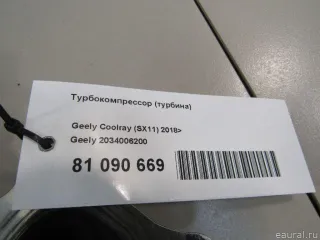 Турбокомпрессор (турбина)
Geely Coolray (SX11) 2018>
Geely 2034006200
81 090 669
eaural.ru